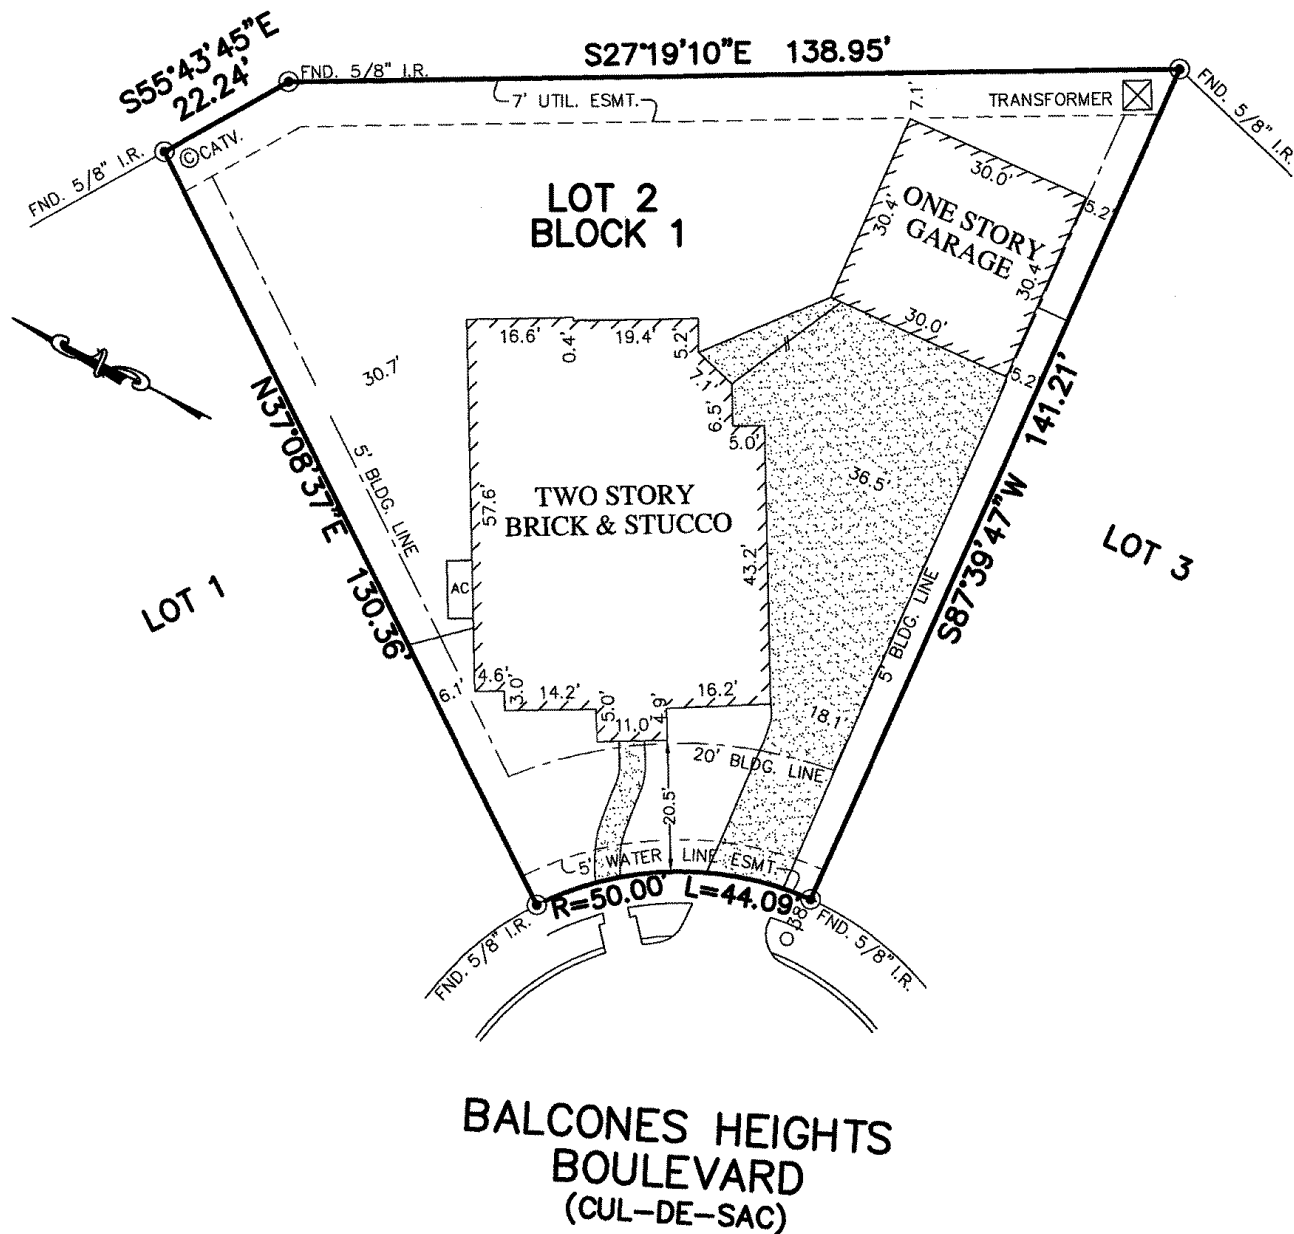 S55°43'45"E
22.24'
FND. 5/8" I.R.
S27°19'10"E 138.95'
7' UTIL. ESMT.
7.1'
TRANSFORMER
FND. 5/8" I.R.
FND. 5/8" I.R.
©CATV.
LOT 2
BLOCK 1
30.0'
ONE STORY
GARAGE
30.4'
30.4'
5.2'
30.0'
5.2'
16.6'
0.4'
19.4'
5.2'
7.1'
6.5'
5.0'
30.7'
N37°08'37"E 130.36'
5' BLDG. LINE
57.6'
TWO STORY
BRICK & STUCCO
36.5'
43.2'
S87°39'47"W 141.21'
5' BLDG. LINE
LOT 1
LOT 3
AC
4.6'
3.0'
14.2'
5.0'
11.0'
4.9'
16.2'
6.1'
18.1'
20' BLDG. LINE
20.5'
5' WATER LINE ESMT.
R=50.00' L=44.09'
FND. 5/8" I.R.
FND. 5/8" I.R.
BALCONES HEIGHTS
BOULEVARD
(CUL-DE-SAC)